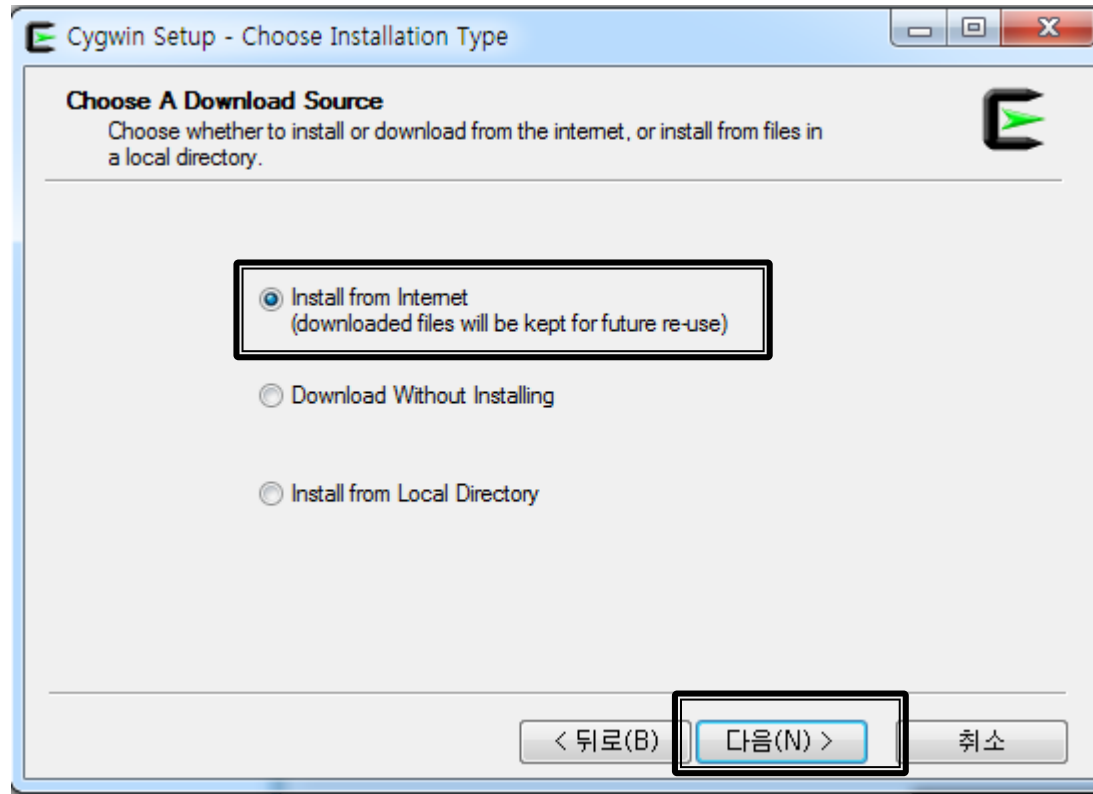 Cygwin Setup - Choose Installation Type
Choose A Download Source
Choose whether to install or download from the internet, or install from files in
a local directory.
Install from Internet
(downloaded files will be kept for future re-use)
Download Without Installing
Install from Local Directory
< 뒤로(B)
다음(N) >
취소